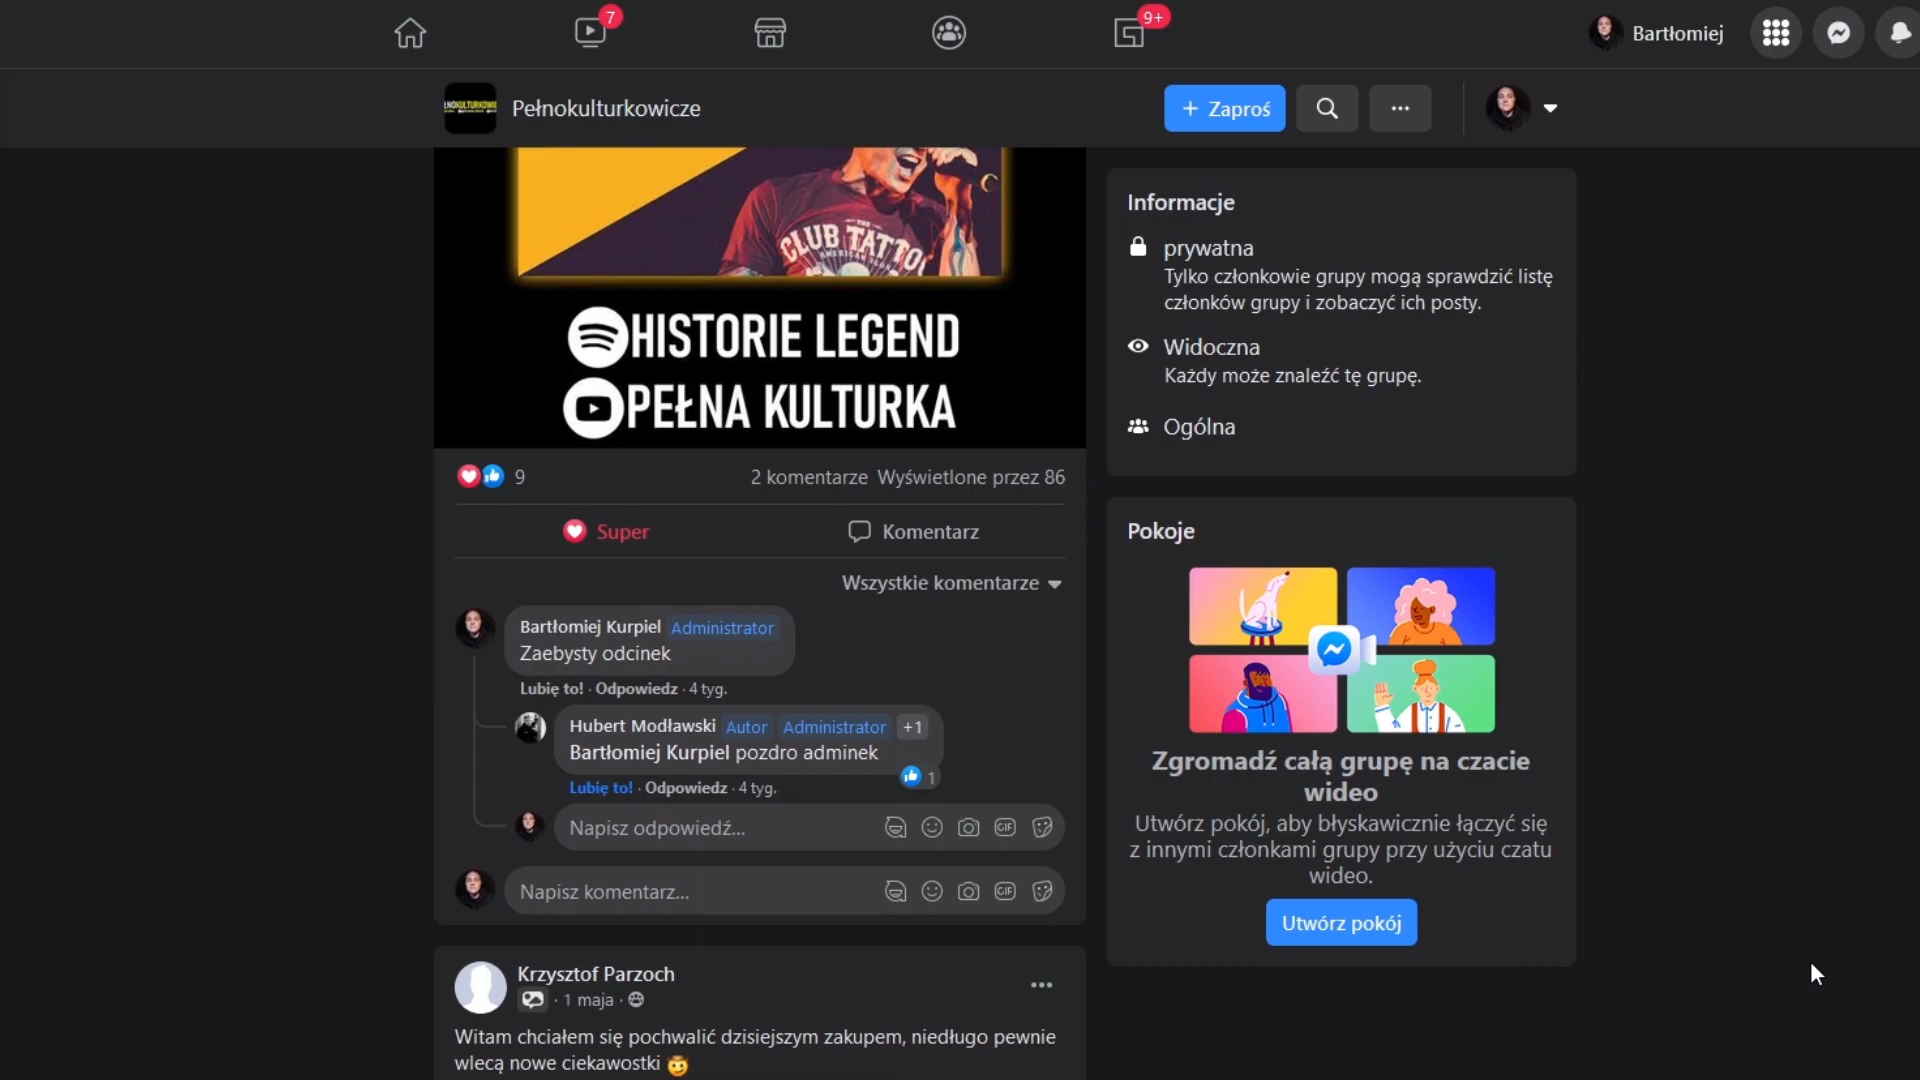 7
9+
Bartłomiej
Pełnokulturkowicze
+ Zaproś
THE
CLUB TATTOO
AMERICAN
HISTORIE LEGEND
PEŁNA KULTURKA
9
2 komentarze Wyświetlone przez 86
Super
Komentarz
Wszystkie komentarze
Bartłomiej Kurpiel Administrator
Zaebysty odcinek
Lubię to! · Odpowiedz · 4 tyg.
Hubert Modławski Autor Administrator +1
Bartłomiej Kurpiel pozdro adminek
1
Lubię to! · Odpowiedz · 4 tyg.
Napisz odpowiedź...
GIF
Napisz komentarz...
GIF
Krzysztof Parzoch
· 1 maja ·
Witam chciałem się pochwalić dzisiejszym zakupem, niedługo pewnie
wlecą nowe ciekawostki 🤠
Informacje
prywatna
Tylko członkowie grupy mogą sprawdzić listę
członków grupy i zobaczyć ich posty.
Widoczna
Każdy może znaleźć tę grupę.
Ogólna
Pokoje
Zgromadź całą grupę na czacie
wideo
Utwórz pokój, aby błyskawicznie łączyć się
z innymi członkami grupy przy użyciu czatu
wideo.
Utwórz pokój